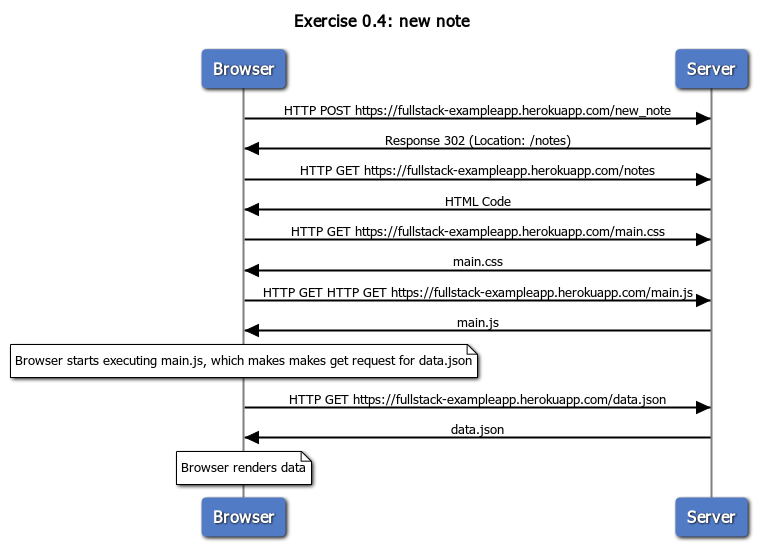 Exercise 0.4: new note
Browser
Server
HTTP POST https://fullstack-exampleapp.herokuapp.com/new_note
Response 302 (Location: /notes)
HTTP GET https://fullstack-exampleapp.herokuapp.com/notes
HTML Code
HTTP GET https://fullstack-exampleapp.herokuapp.com/main.css
main.css
HTTP GET HTTP GET https://fullstack-exampleapp.herokuapp.com/main.js
main.js
Browser starts executing main.js, which makes makes get request for data.json
HTTP GET https://fullstack-exampleapp.herokuapp.com/data.json
data.json
Browser renders data
Browser
Server